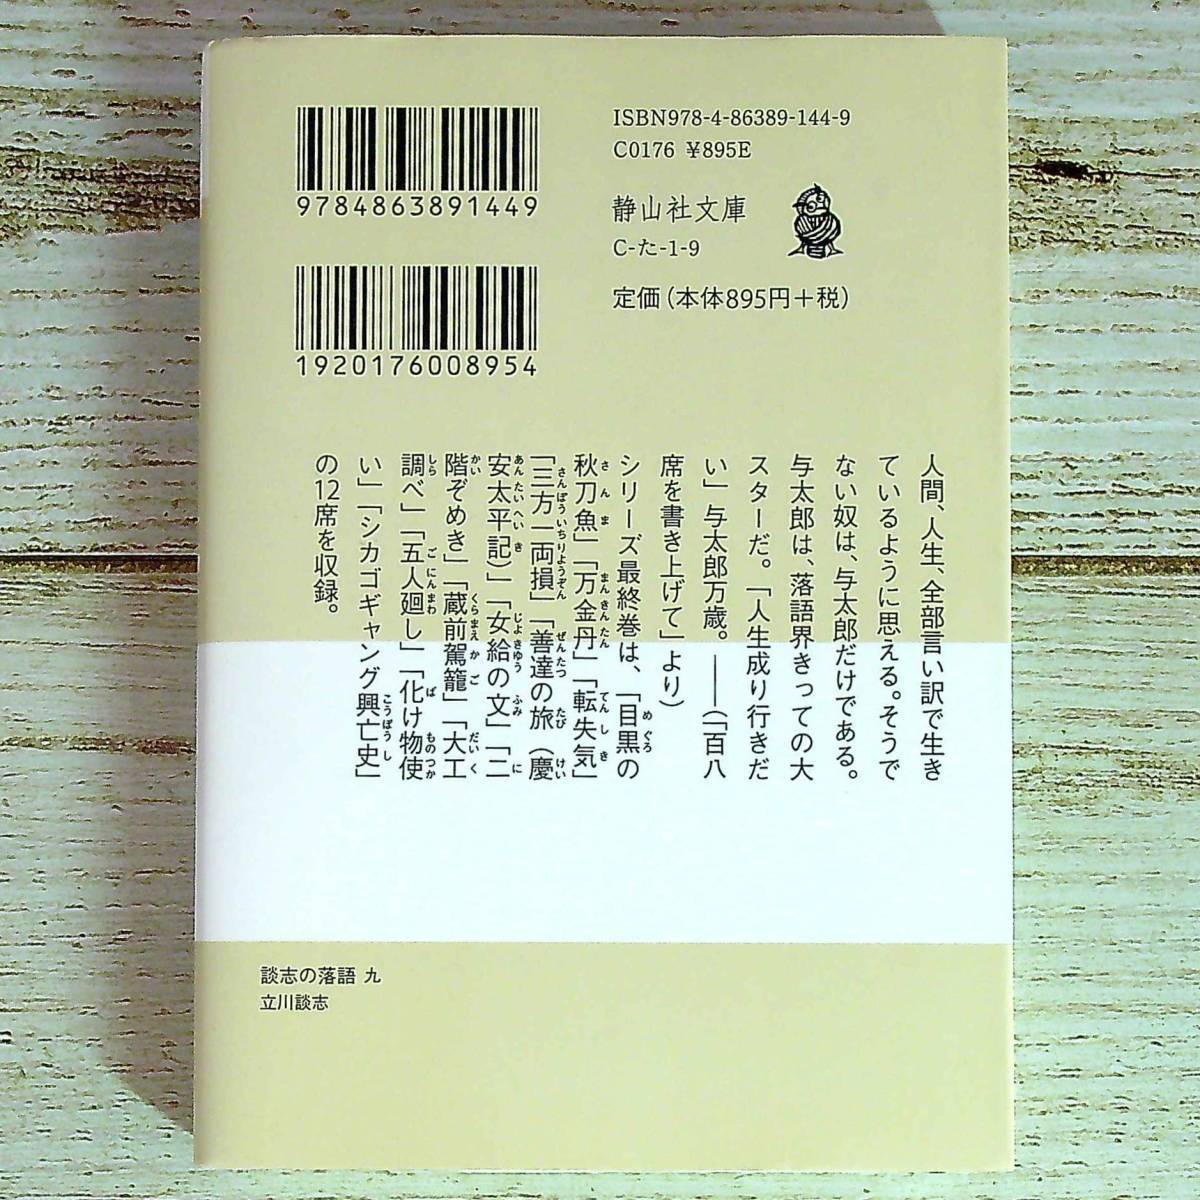 ISBN978-4-86389-144-9
C0176 ¥895E
9784863891449
静山社文庫
C-た-1-9
1920176008954
定価（本体895円＋税）
人間、人生、全部言い訳で生き
ているように思える。そうで
ない奴は、与太郎だけである。
与太郎は、落語界きっての大
スターだ。「人生成り行きだ
い」与太郎万歳。――（「百八
席を書き上げて」より）
シリーズ最終巻は、「目黒の
秋刀魚」「万金丹」「転失気」
「三方一両損」「善達の旅（慶
安太平記）」「女給の文」「二
階ぞめき」「蔵前駕籠」「大工
調べ」「五人廻し」「化け物使
い」「シカゴギャング興亡史」
の12席を収録。
談志の落語 九
立川談志